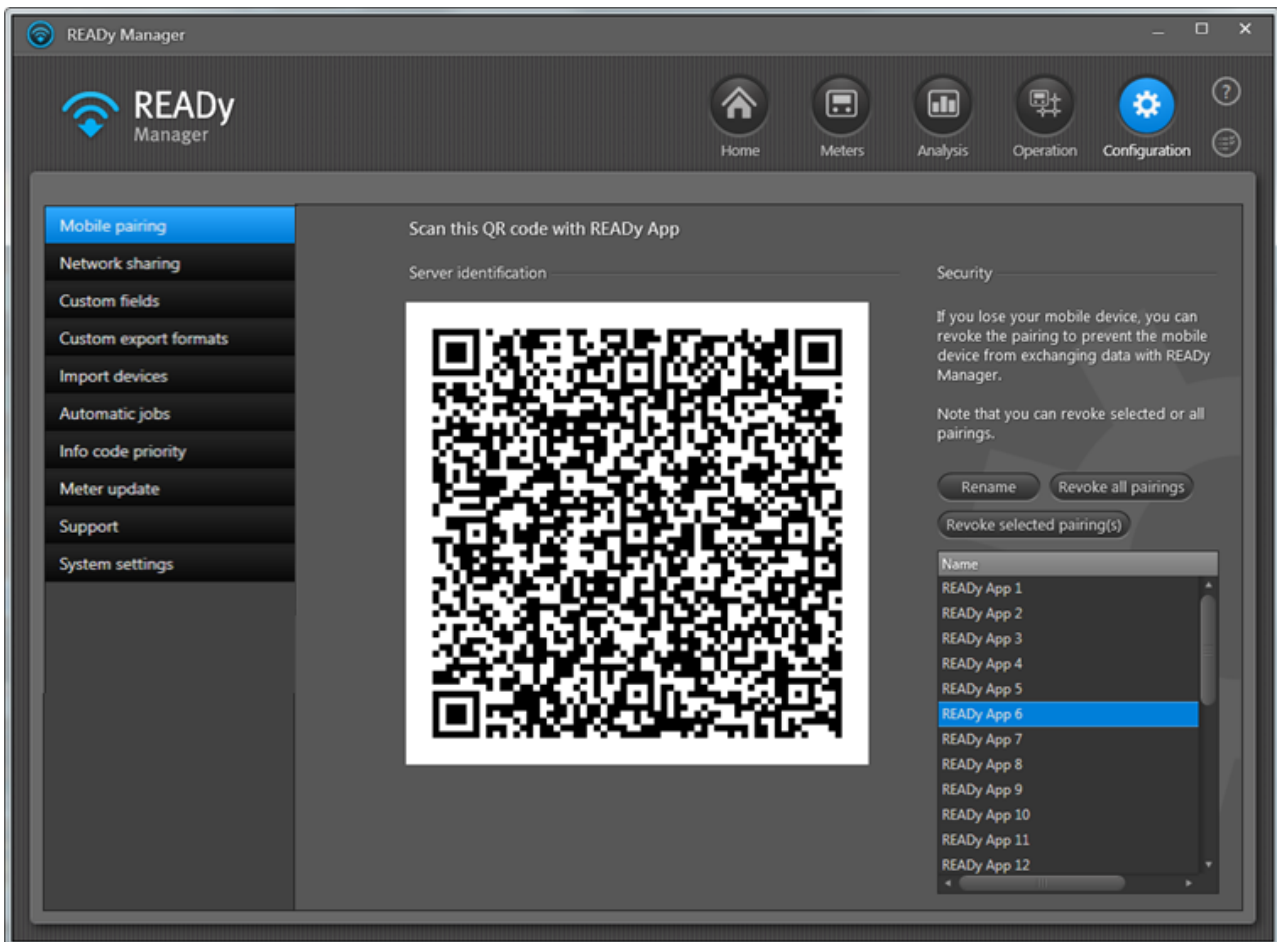 READy Manager
READy
Manager
Home
Meters
Analysis
Operation
Configuration
?
Mobile pairing
Network sharing
Custom fields
Custom export formats
Import devices
Automatic jobs
Info code priority
Meter update
Support
System settings
Scan this QR code with READy App
Server identification
Security
If you lose your mobile device, you can
revoke the pairing to prevent the mobile
device from exchanging data with READy
Manager.
Note that you can revoke selected or all
pairings.
Rename
Revoke all pairings
Revoke selected pairing(s)
Name
READy App 1
READy App 2
READy App 3
READy App 4
READy App 5
READy App 6
READy App 7
READy App 8
READy App 9
READy App 10
READy App 11
READy App 12